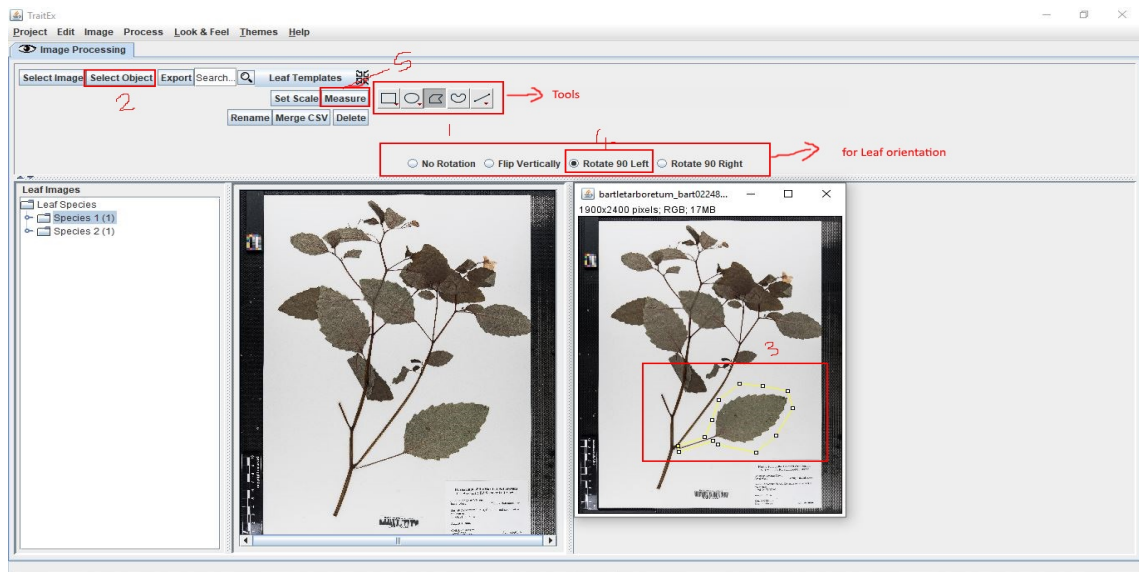 TraitEx
Project Edit Image Process Look & Feel Themes Help
Image Processing
5
Select Image Select Object Export Search... Leaf Templates
2
Set Scale Measure
Tools
Rename Merge CSV Delete
1
4
No Rotation Flip Vertically Rotate 90 Left Rotate 90 Right
for Leaf orientation
Leaf Images
Leaf Species
Species 1 (1)
Species 2 (1)
bartletarboretum_bart02248...
1900x2400 pixels; RGB; 17MB
3